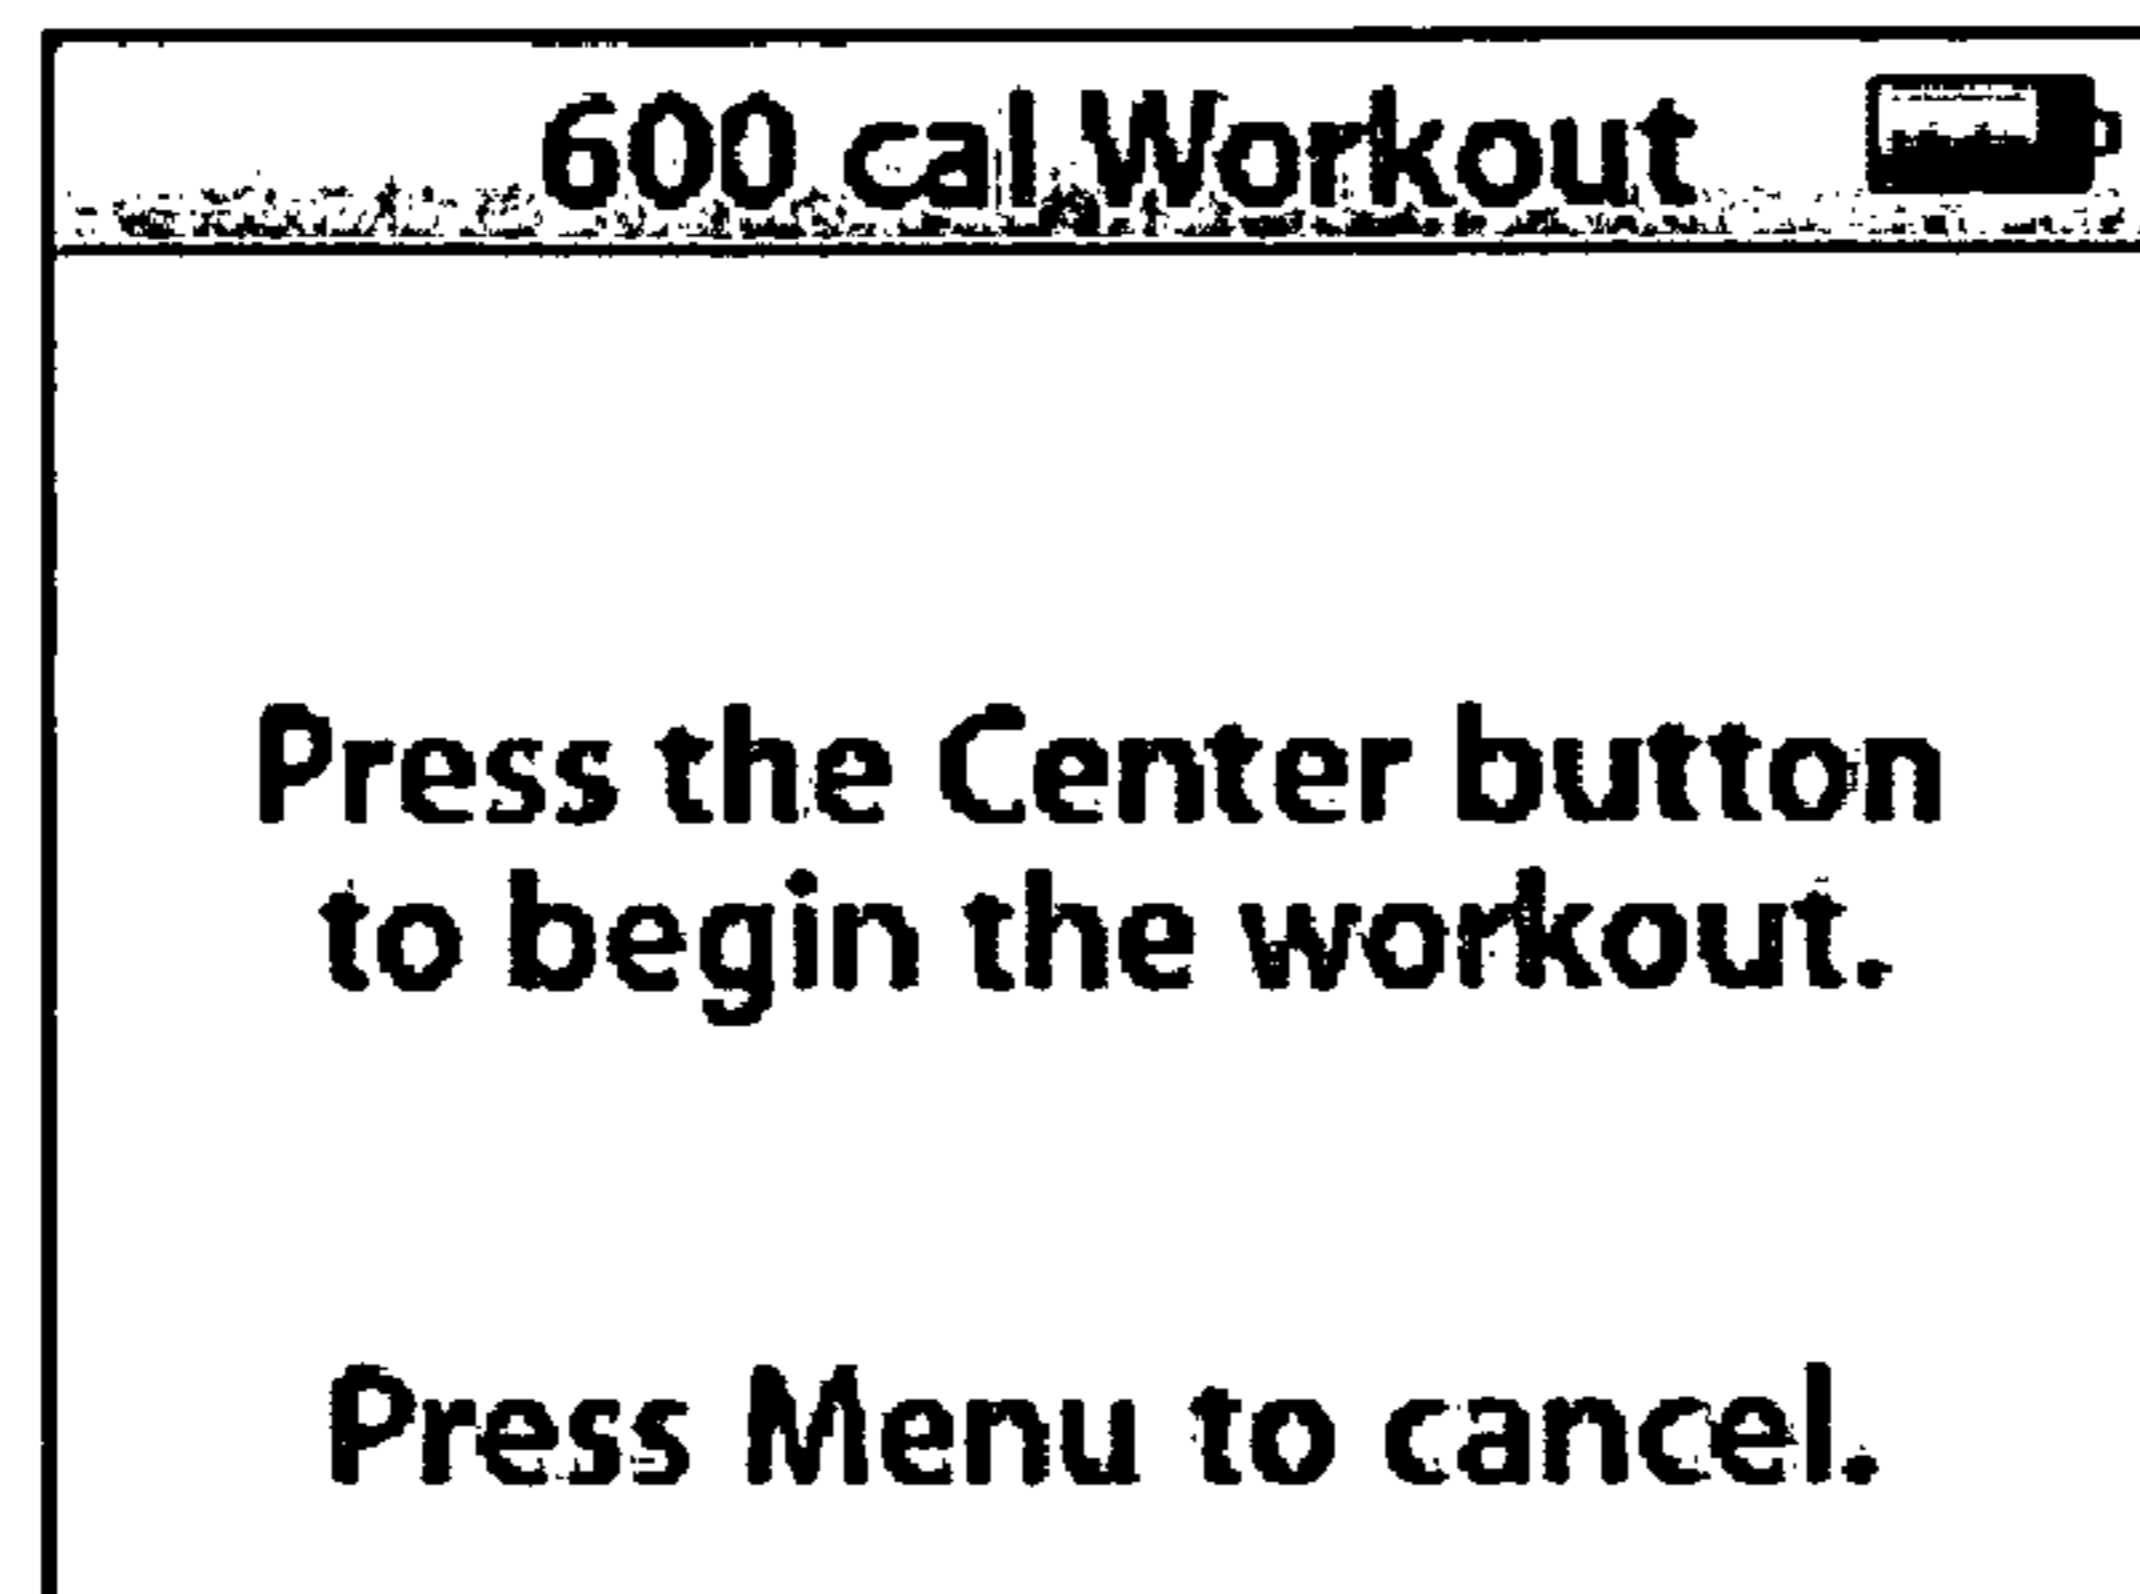 600 cal Workout
Press the Center button
to begin the workout.
Press Menu to cancel.